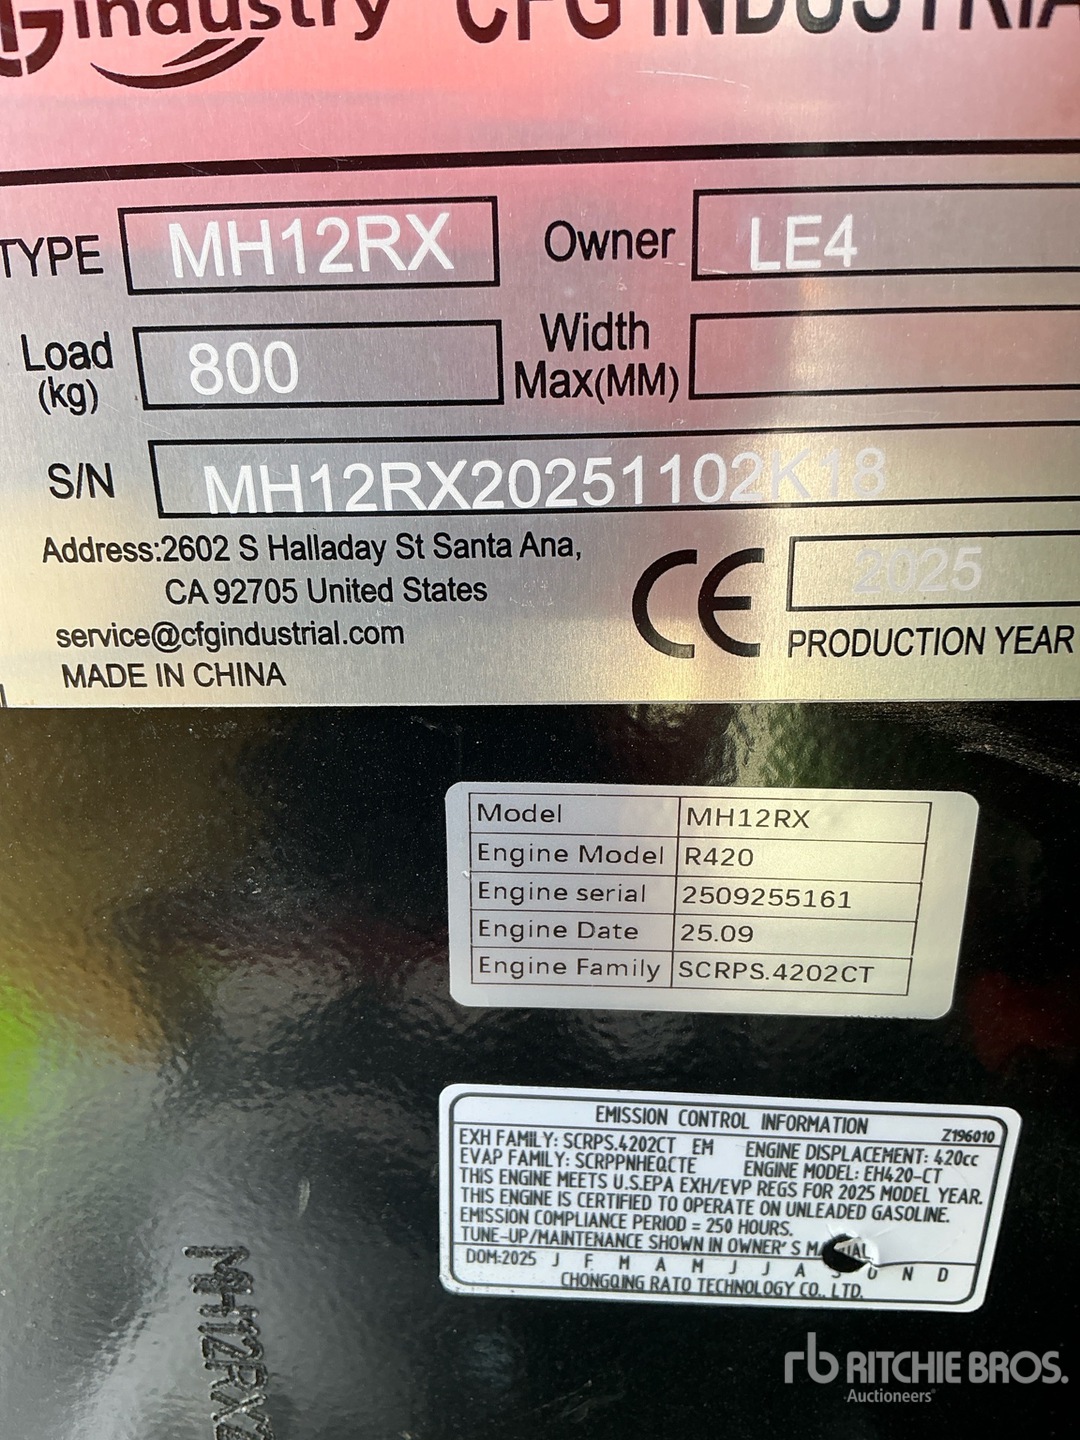 industry CFG INDUSTRIA
TYPE MH12RX Owner LE4
Load (kg) 800 Width Max(MM)
S/N MH12RX20251102K18
Address:2602 S Halladay St Santa Ana,
CA 92705 United States
service@cfgindustrial.com
MADE IN CHINA
CE 2025
PRODUCTION YEAR
Model MH12RX
Engine Model R420
Engine serial 2509255161
Engine Date 25.09
Engine Family SCRPS.4202CT
EMISSION CONTROL INFORMATION Z196010
EXH FAMILY: SCRPS.4202CT EM ENGINE DISPLACEMENT: 420cc
EVAP FAMILY: SCRPPNHEQCTE ENGINE MODEL: EH420-CT
THIS ENGINE MEETS U.S.EPA EXH/EVP REGS FOR 2025 MODEL YEAR.
THIS ENGINE IS CERTIFIED TO OPERATE ON UNLEADED GASOLINE.
EMISSION COMPLIANCE PERIOD = 250 HOURS.
TUNE-UP/MAINTENANCE SHOWN IN OWNER'S MANUAL
DOM:2025 J F M A M J J A S O N D
CHONGQING RATO TECHNOLOGY CO., LTD.
MH12RX2
rb RITCHIE BROS.
Auctioneers